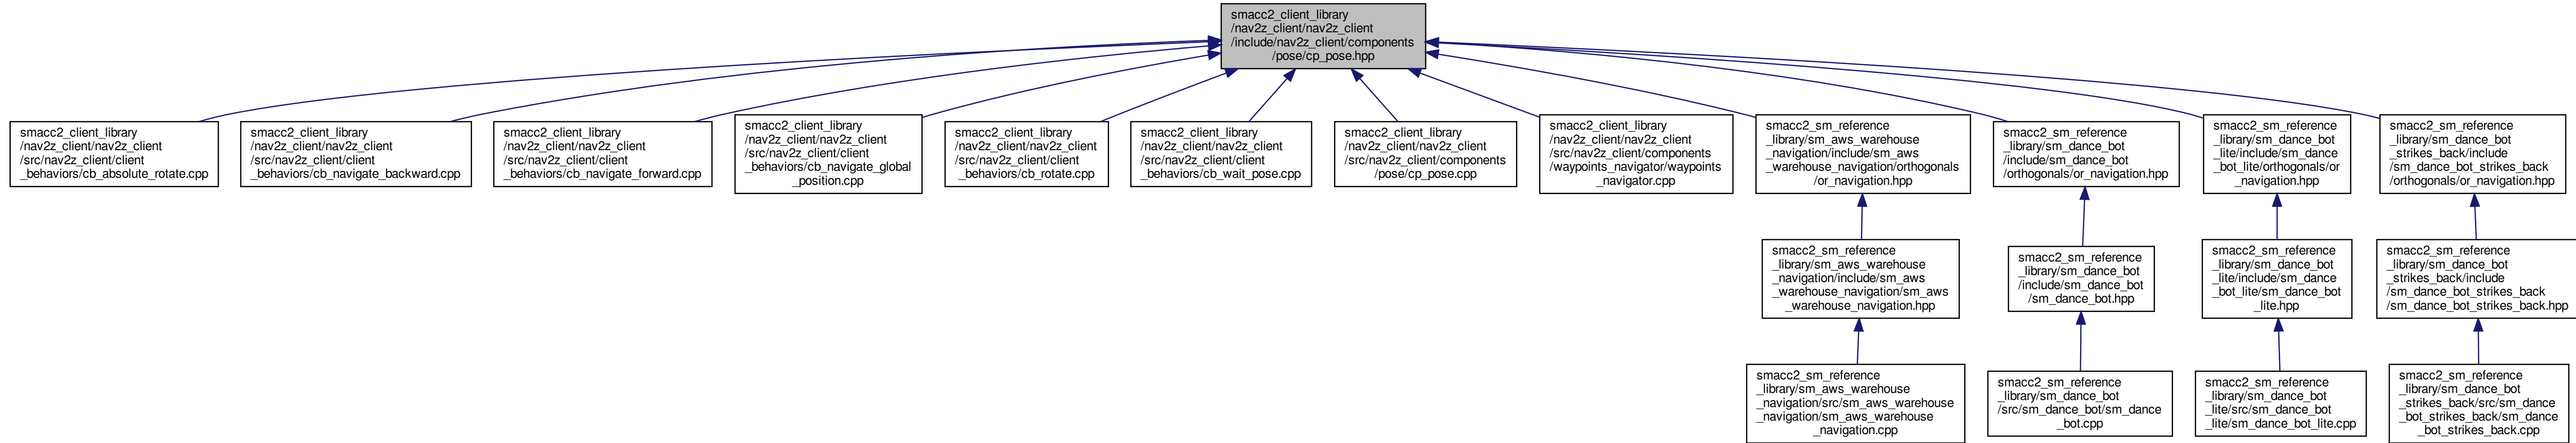 smacc2_client_library
/nav2z_client/nav2z_client
/include/nav2z_client/components
/pose/cp_pose.hpp
smacc2_client_library
/nav2z_client/nav2z_client
/src/nav2z_client/client
_behaviors/cb_absolute_rotate.cpp
smacc2_client_library
/nav2z_client/nav2z_client
/src/nav2z_client/client
_behaviors/cb_navigate_backward.cpp
smacc2_client_library
/nav2z_client/nav2z_client
/src/nav2z_client/client
_behaviors/cb_navigate_forward.cpp
smacc2_client_library
/nav2z_client/nav2z_client
/src/nav2z_client/client
_behaviors/cb_navigate_global
_position.cpp
smacc2_client_library
/nav2z_client/nav2z_client
/src/nav2z_client/client
_behaviors/cb_rotate.cpp
smacc2_client_library
/nav2z_client/nav2z_client
/src/nav2z_client/client
_behaviors/cb_wait_pose.cpp
smacc2_client_library
/nav2z_client/nav2z_client
/src/nav2z_client/components
/pose/cp_pose.cpp
smacc2_client_library
/nav2z_client/nav2z_client
/src/nav2z_client/components
/waypoints_navigator/waypoints
_navigator.cpp
smacc2_sm_reference
_library/sm_aws_warehouse
_navigation/include/sm_aws
_warehouse_navigation/orthogonals
/or_navigation.hpp
smacc2_sm_reference
_library/sm_dance_bot
/include/sm_dance_bot
/orthogonals/or_navigation.hpp
smacc2_sm_reference
_library/sm_dance_bot
_lite/include/sm_dance
_bot_lite/orthogonals/or
_navigation.hpp
smacc2_sm_reference
_library/sm_dance_bot
_strikes_back/include
/sm_dance_bot_strikes_back
/orthogonals/or_navigation.hpp
smacc2_sm_reference
_library/sm_aws_warehouse
_navigation/include/sm_aws
_warehouse_navigation/sm_aws
_warehouse_navigation.hpp
smacc2_sm_reference
_library/sm_dance_bot
/include/sm_dance_bot
/sm_dance_bot.hpp
smacc2_sm_reference
_library/sm_dance_bot
_lite/include/sm_dance
_bot_lite/sm_dance_bot
_lite.hpp
smacc2_sm_reference
_library/sm_dance_bot
_strikes_back/include
/sm_dance_bot_strikes_back
/sm_dance_bot_strikes_back.hpp
smacc2_sm_reference
_library/sm_aws_warehouse
_navigation/src/sm_aws_warehouse
_navigation/sm_aws_warehouse
_navigation.cpp
smacc2_sm_reference
_library/sm_dance_bot
/src/sm_dance_bot/sm_dance
_bot.cpp
smacc2_sm_reference
_library/sm_dance_bot
_lite/src/sm_dance_bot
_lite/sm_dance_bot_lite.cpp
smacc2_sm_reference
_library/sm_dance_bot
_strikes_back/src/sm_dance
_bot_strikes_back/sm_dance
_bot_strikes_back.cpp